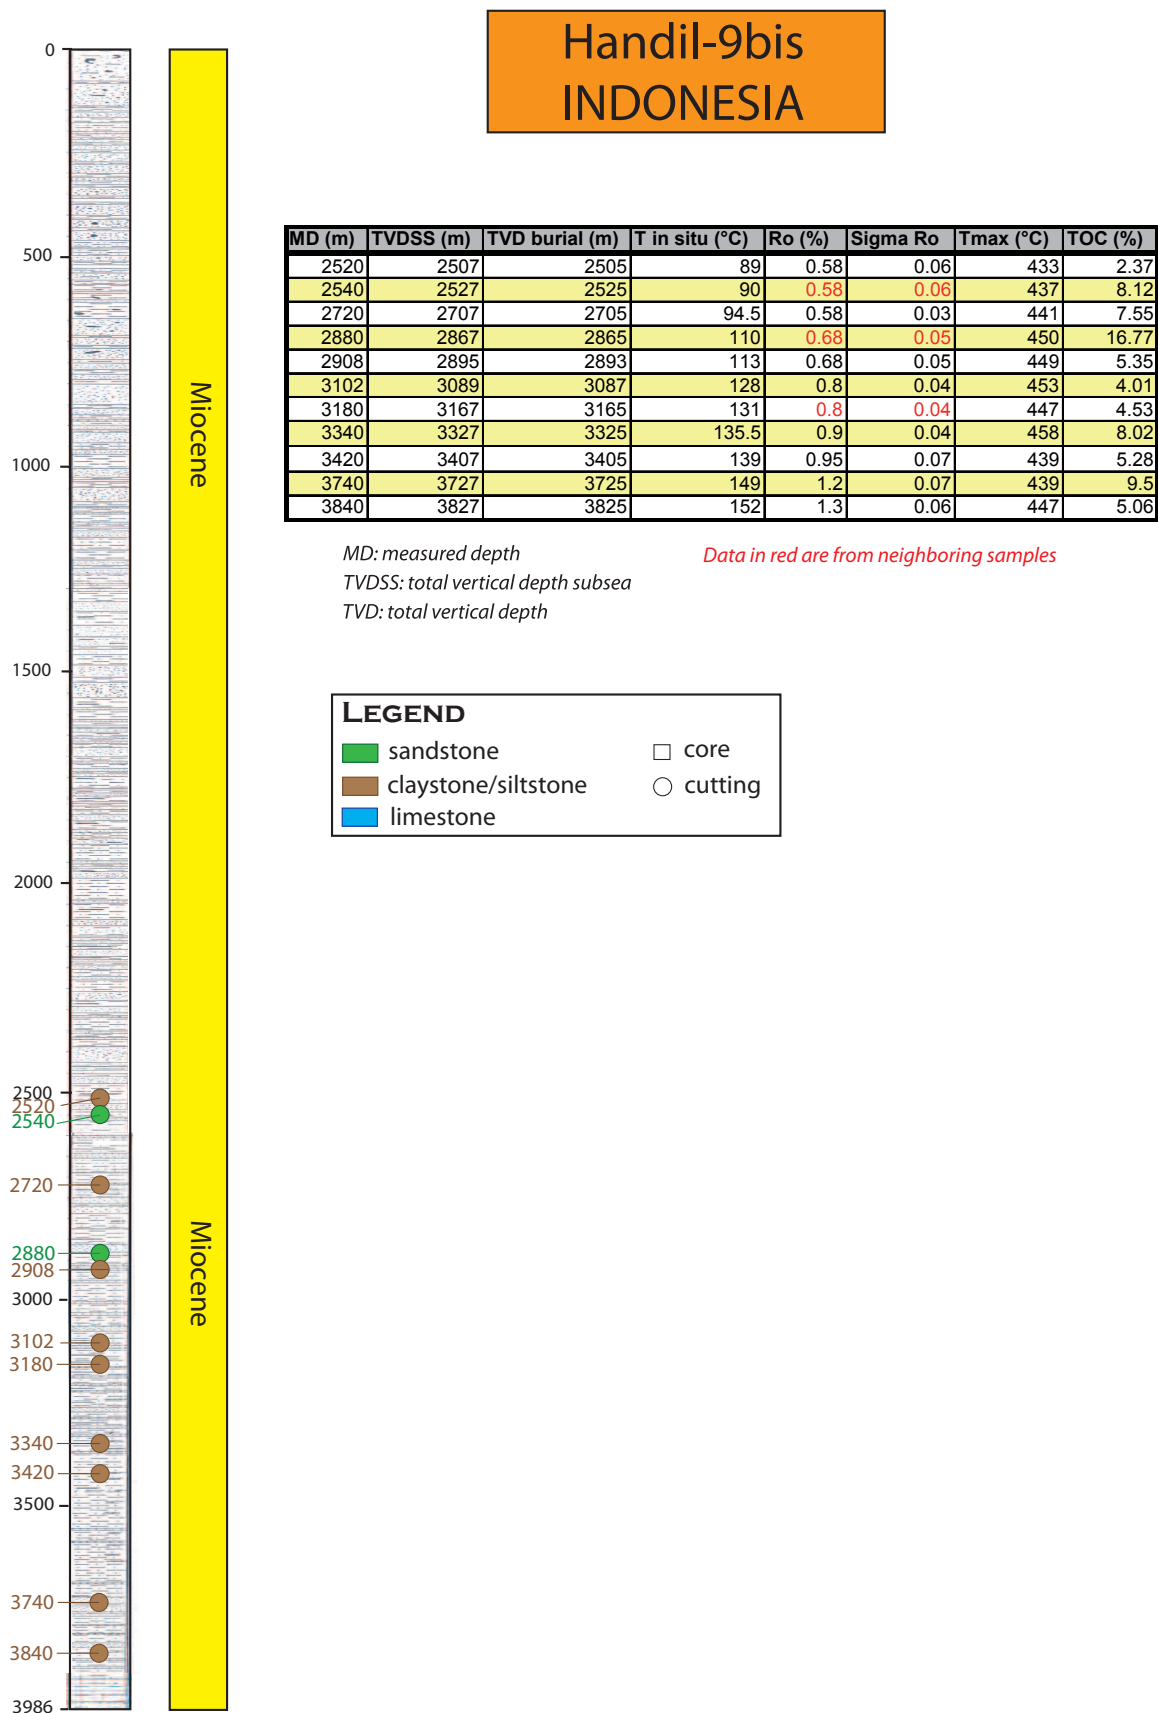 Handil-9bis
INDONESIA
MD (m) TVDSS (m) TVD burial (m) T in situ (°C) Ro (%) Sigma Ro Tmax (°C) TOC (%)
2520 2507 2505 89 0.58 0.06 433 2.37
2540 2527 2525 90 0.58 0.06 437 8.12
2720 2707 2705 94.5 0.58 0.03 441 7.55
2880 2867 2865 110 0.68 0.05 450 16.77
2908 2895 2893 113 0.68 0.05 449 5.35
3102 3089 3087 128 0.8 0.04 453 4.01
3180 3167 3165 131 0.8 0.04 447 4.53
3340 3327 3325 135.5 0.9 0.04 458 8.02
3420 3407 3405 139 0.95 0.07 439 5.28
3740 3727 3725 149 1.2 0.07 439 9.5
3840 3827 3825 152 1.3 0.06 447 5.06
MD: measured depth
TVDSS: total vertical depth subsea
TVD: total vertical depth
Data in red are from neighboring samples
LEGEND
sandstone
claystone/siltstone
limestone
core
cutting
0
500
1000
1500
2000
2500
2520
2540
2720
2880
2908
3000
3102
3180
3340
3420
3500
3740
3840
3986
Miocene
Miocene